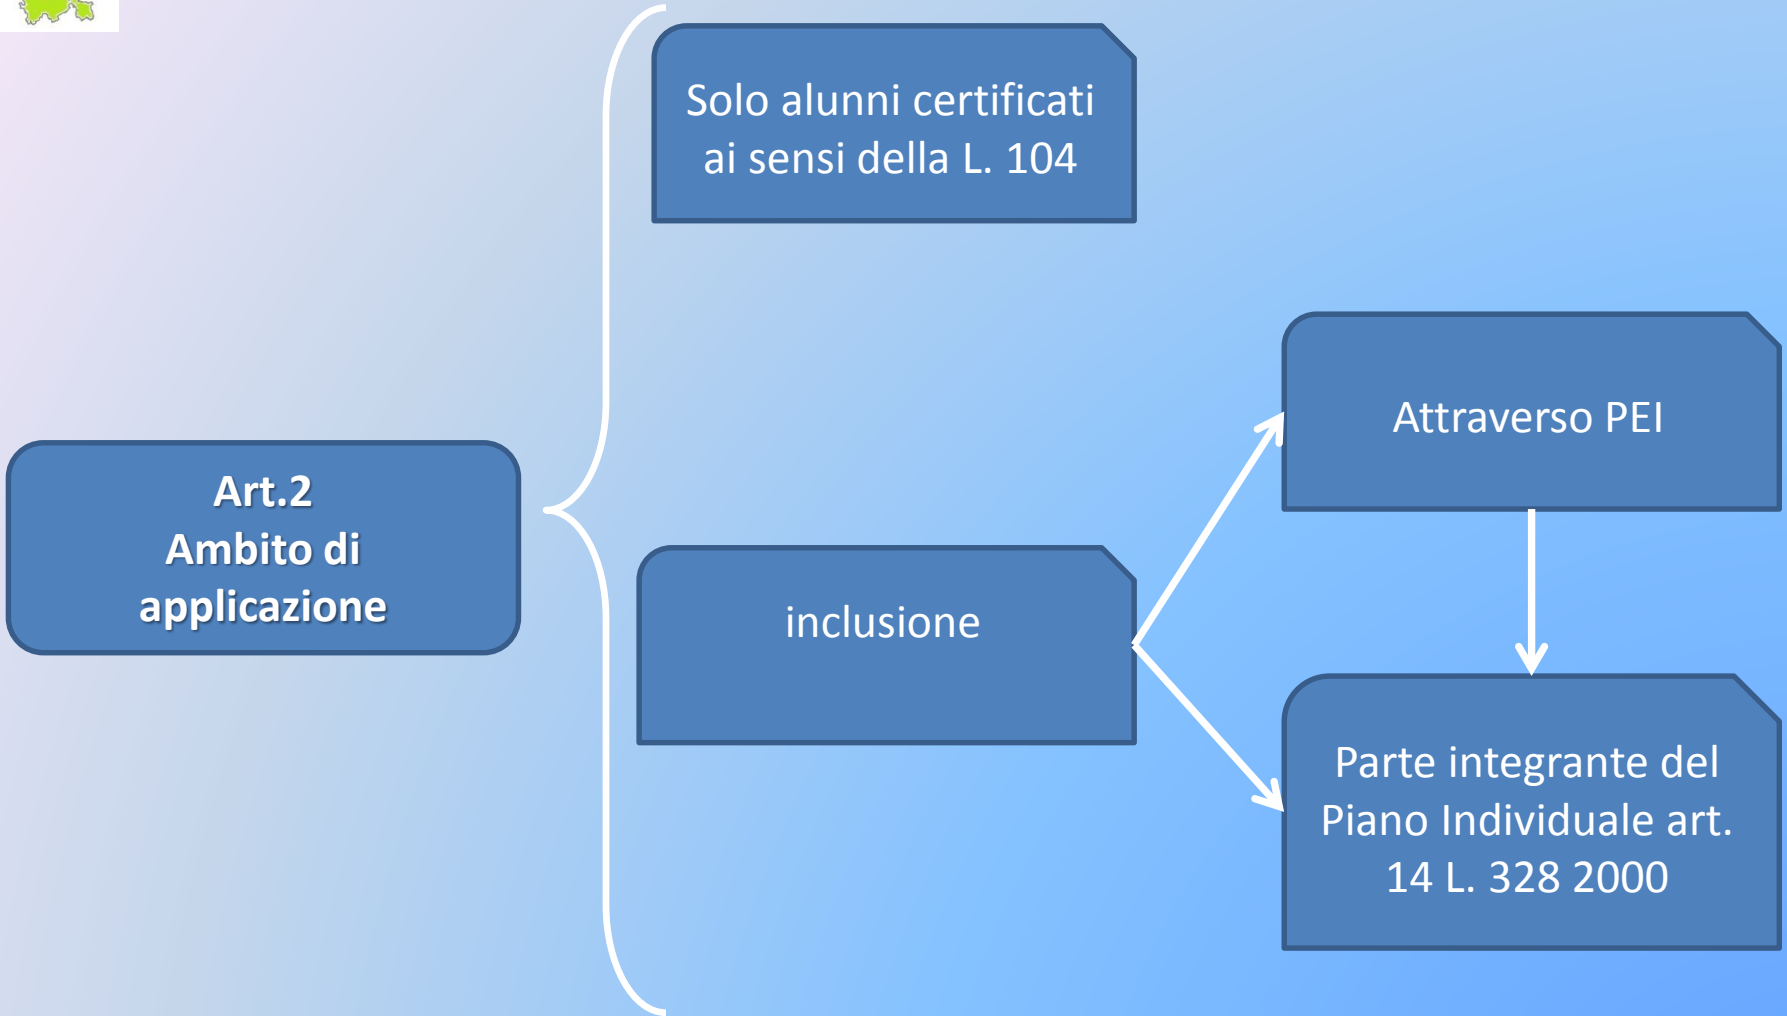 Solo alunni certificati
ai sensi della L. 104
Art.2
Ambito di
applicazione
inclusione
Attraverso PEI
Parte integrante del
Piano Individuale art.
14 L. 328 2000